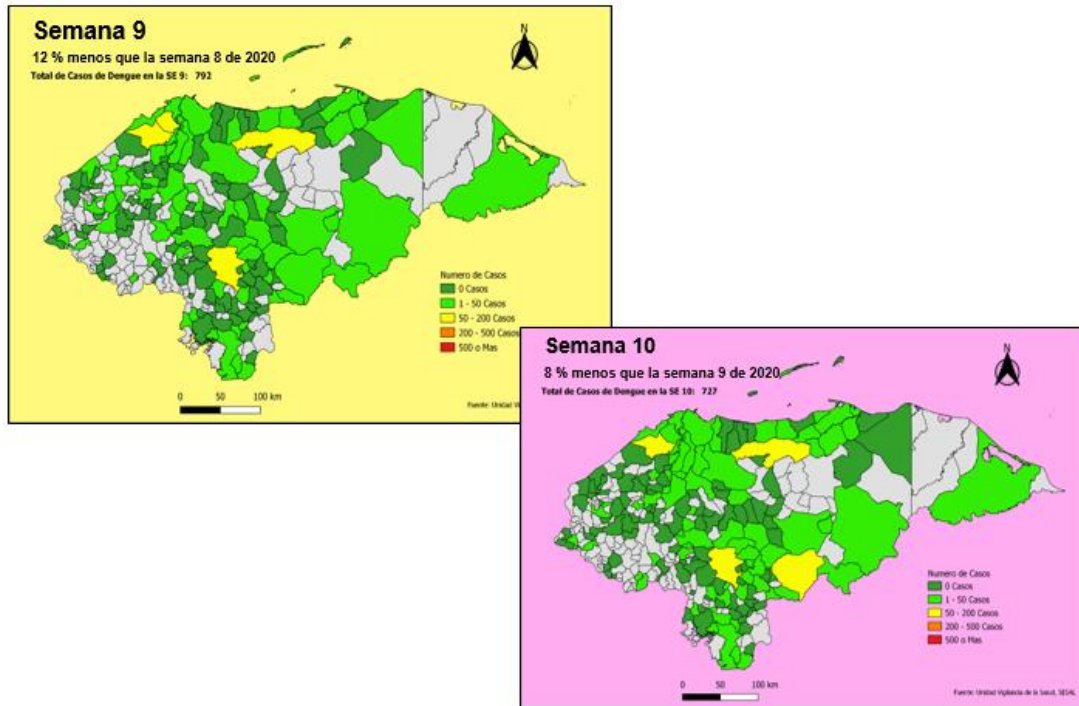 Semana 9
12 % menos que la semana 8 de 2020
Total de Casos de Dengue en la SE 9: 792
N
Numero de Casos
0 Casos
1 - 50 Casos
50 - 200 Casos
200 - 500 Casos
500 o Mas
0 50 100 km
Fuente: Unidad
Semana 10
8 % menos que la semana 9 de 2020
Total de Casos de Dengue en la SE 10: 727
N
Numero de Casos
0 Casos
1 - 50 Casos
50 - 200 Casos
200 - 500 Casos
500 o Mas
0 50 100 km
Fuente: Unidad Vigilancia de la Salud, SESAL